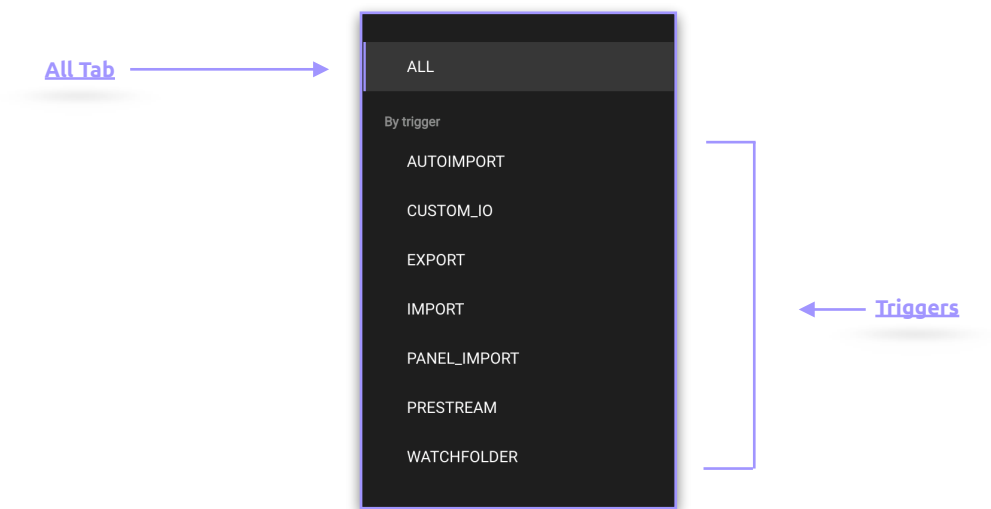 All Tab
ALL
By trigger
AUTOIMPORT
CUSTOM_IO
EXPORT
IMPORT
Triggers
PANEL_IMPORT
PRESTREAM
WATCHFOLDER